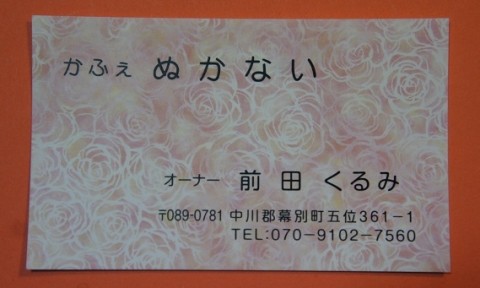 かふぇ ぬかない
オーナー 前田 くるみ
〒089-0781 中川郡幕別町五位361-1
TEL:070-9102-7560